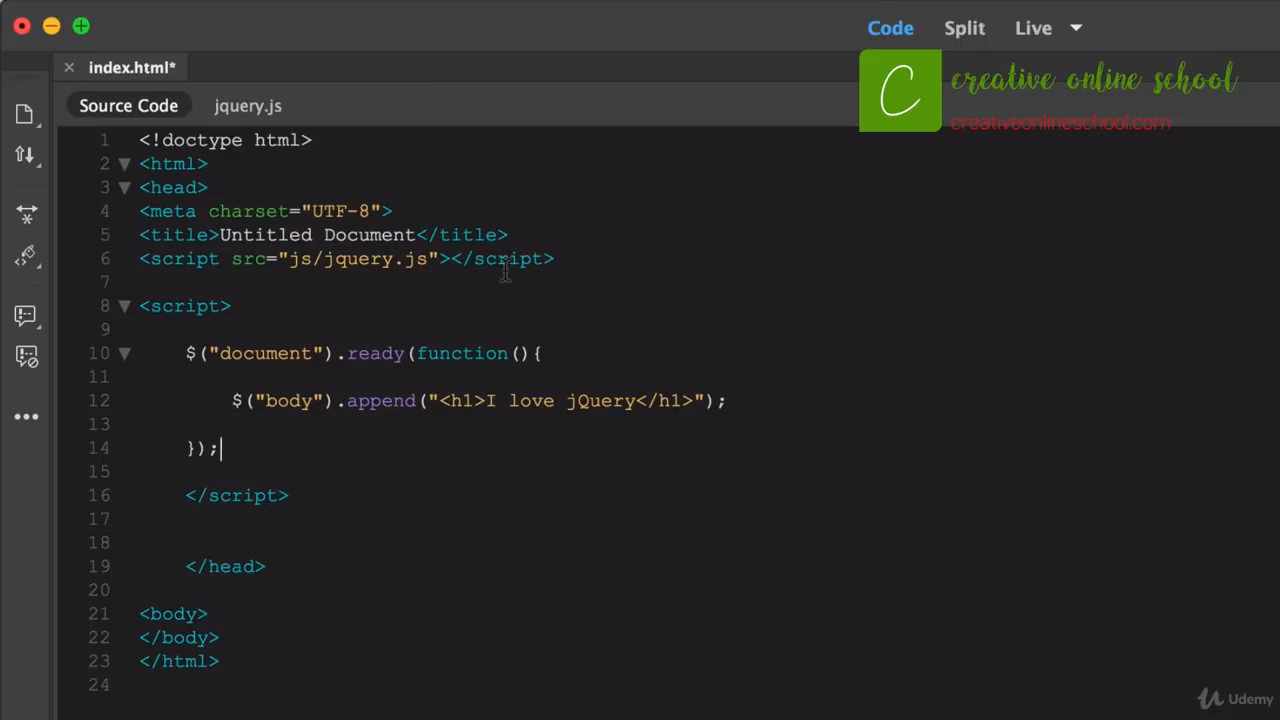 Code Split Live
index.html*
creative online school
creativeonlineschool.com
Source Code jquery.js
1 <!doctype html>
2 <html>
3 <head>
4 <meta charset="UTF-8">
5 <title>Untitled Document</title>
6 <script src="js/jquery.js"></script>
7
8 <script>
9
10 $("document").ready(function(){
11
12 $("body").append("<h1>I love jQuery</h1>");
13
14 });
15
16 </script>
17
18
19 </head>
20
21 <body>
22 </body>
23 </html>
24
Udemy